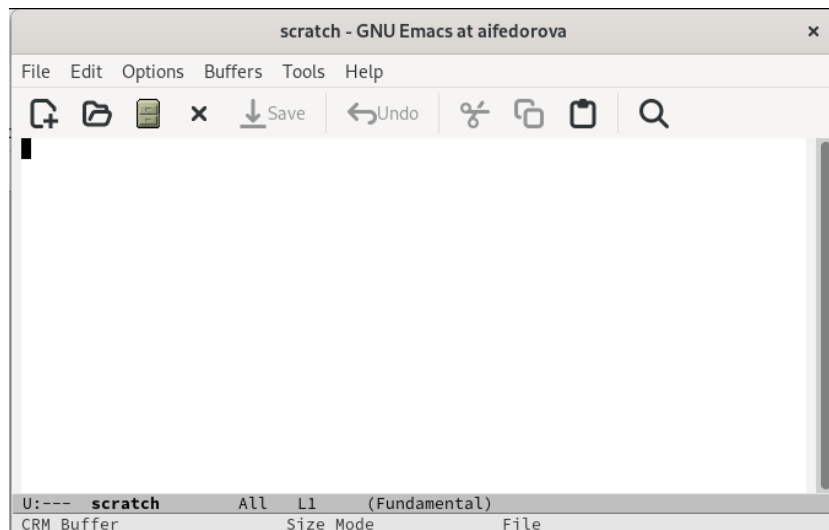 scratch - GNU Emacs at aifedorova
File Edit Options Buffers Tools Help
Save Undo
U:--- scratch All L1 (Fundamental)
CRM Buffer Size Mode File